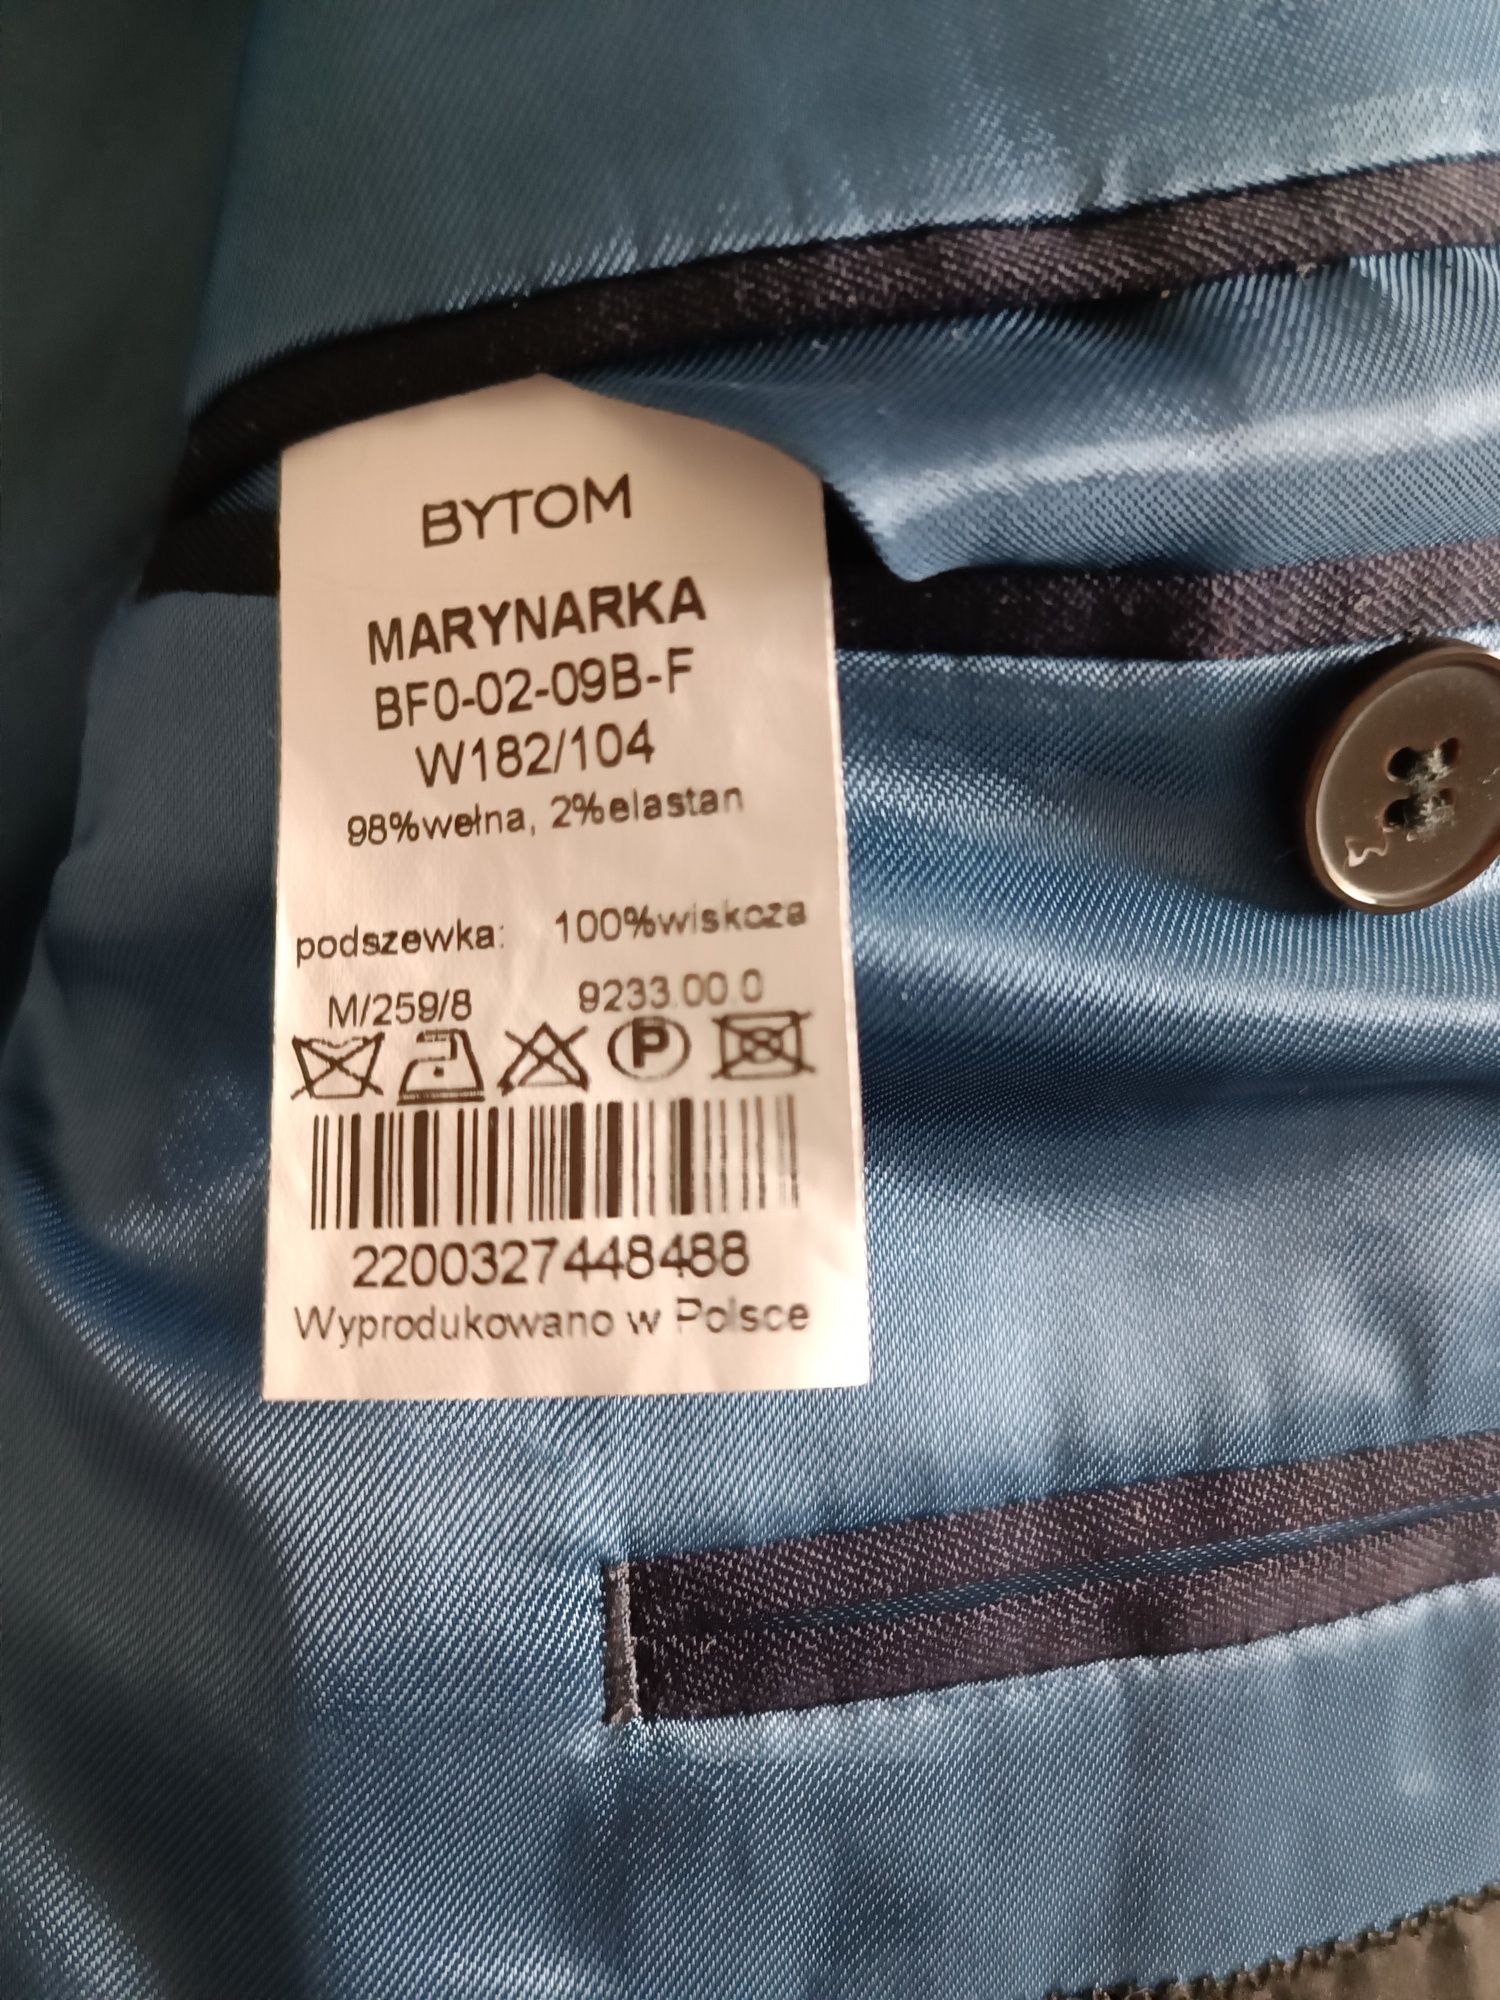 BYTOM
MARYNARKA
BF0-02-09B-F
W182/104
98%wełna, 2%elastan
podszewka: 100%wiskoza
M/259/8 9233.00.0
P
2200327448488
Wyprodukowano w Polsce